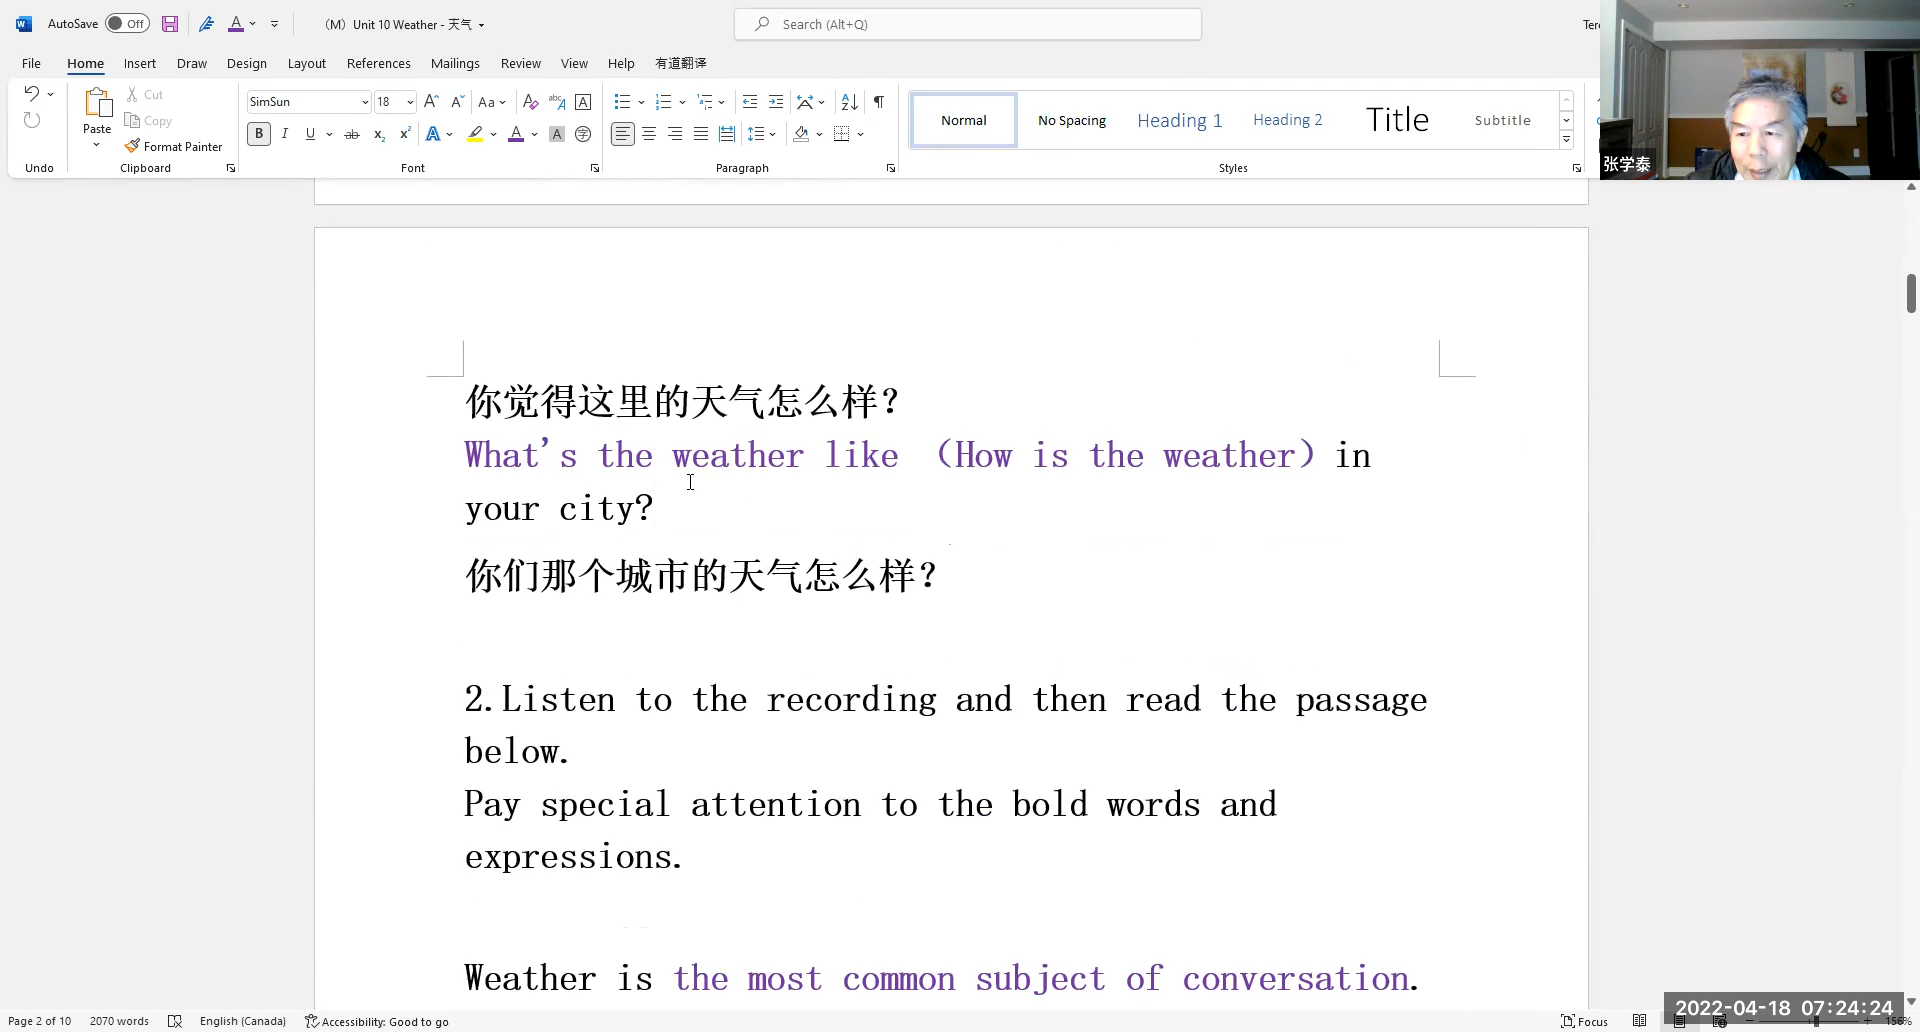 AutoSave Off (M) Unit 10 Weather - 天气 Search (Alt+Q)
File Home Insert Draw Design Layout References Mailings Review View Help 有道翻译
Paste Cut Copy Format Painter
SimSun 18
Normal No Spacing Heading 1 Heading 2 Title Subtitle
Undo Clipboard Font Paragraph Styles
张学泰
你觉得这里的天气怎么样？
What's the weather like （How is the weather）in
your city?
你们那个城市的天气怎么样？
2.Listen to the recording and then read the passage
below.
Pay special attention to the bold words and
expressions.
Weather is the most common subject of conversation.
Page 2 of 10 2070 words English (Canada) Accessibility: Good to go Focus 156%
2022-04-18 07:24:24